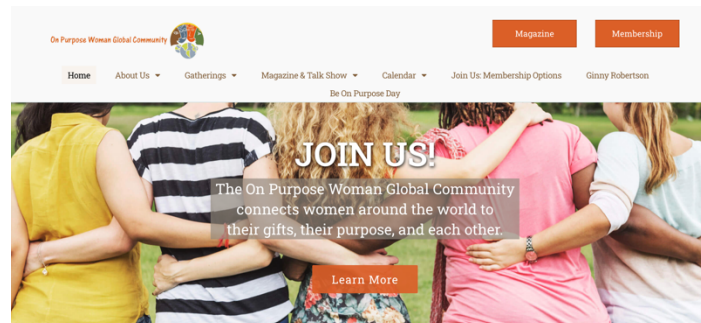 On Purpose Woman Global Community
Magazine
Membership
Home
About Us
Gatherings
Magazine & Talk Show
Calendar
Join Us: Membership Options
Ginny Robertson
Be On Purpose Day
JOIN US!
The On Purpose Woman Global Community
connects women around the world to
their gifts, their purpose, and each other.
Learn More